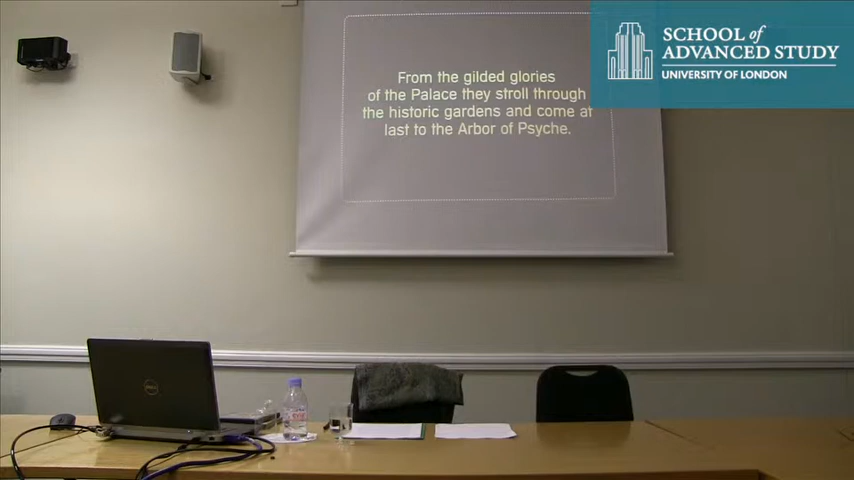 From the gilded glories
of the Palace they stroll through
the historic gardens and come at
last to the Arbor of Psyche.
SCHOOL of
ADVANCED STUDY
UNIVERSITY OF LONDON
DELL